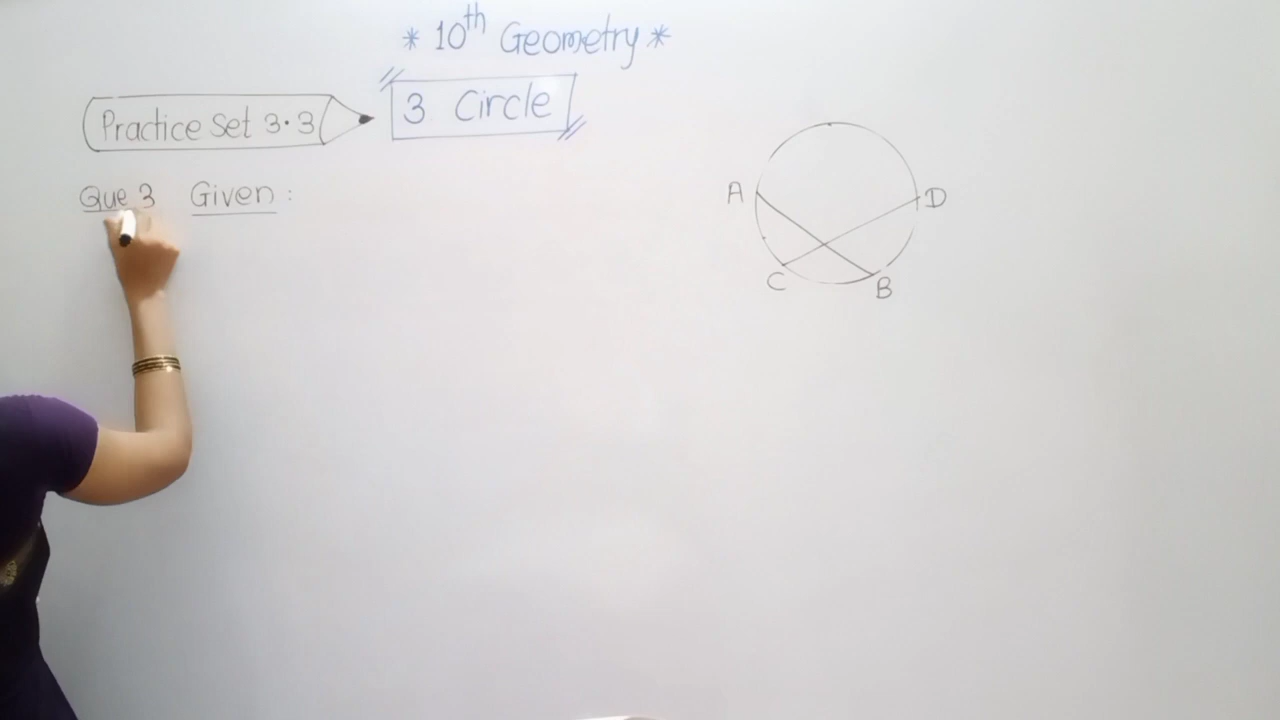 * 10th Geometry *
Practice Set 3.3
3 Circle
Que 3 Given :
A
D
C
B